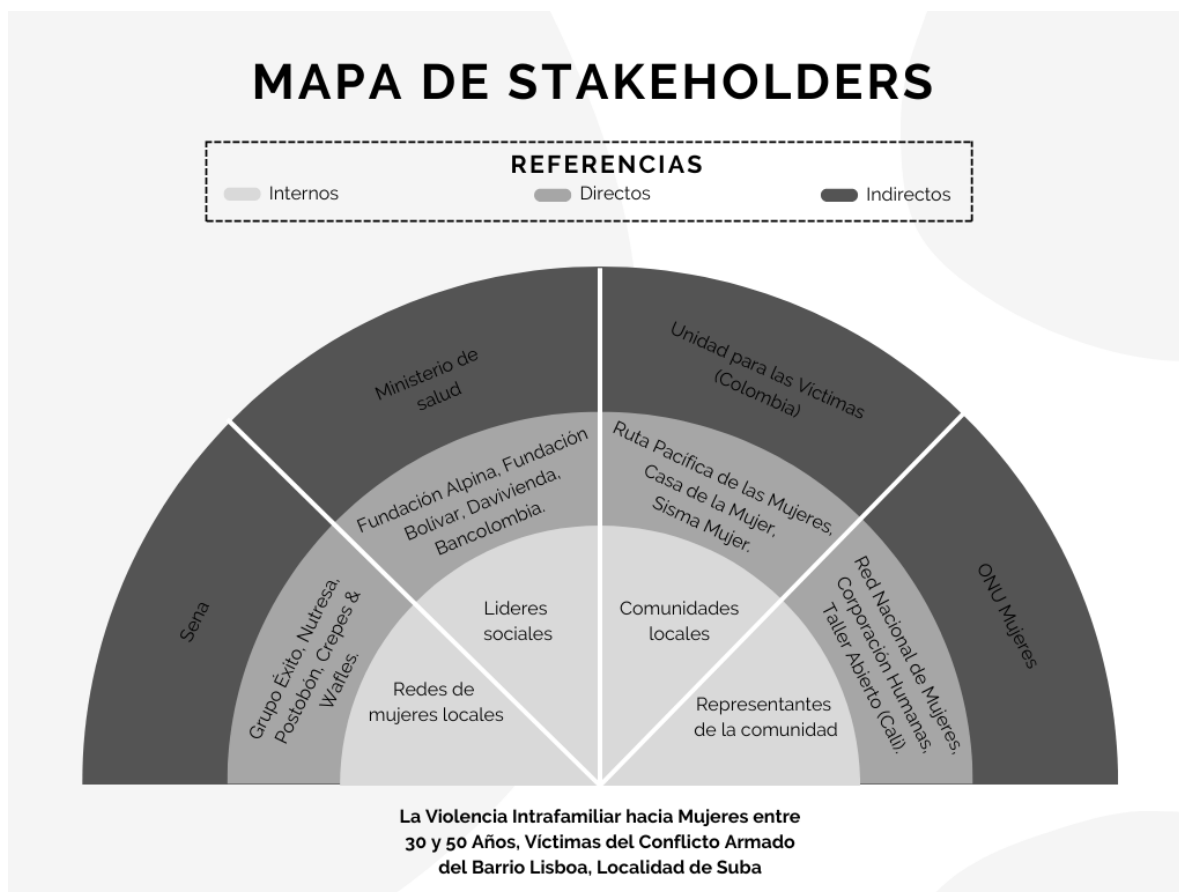 MAPA DE STAKEHOLDERS
REFERENCIAS
Internos
Directos
Indirectos
Sena
Ministerio de
salud
Unidad para las Victimas
(Colombia)
ONU Mujeres
Grupo Éxito, Nutresa,
Postobón, Crepes &
Wafles.
Fundación Alpina, Fundación
Bolívar, Davivienda,
Bancolombia.
Ruta Pacífica de las Mujeres,
Casa de la Mujer,
Sisma Mujer.
Red Nacional de Mujeres,
Corporación Humanas,
Taller Abierto (Cali).
Redes de
mujeres locales
Lideres
sociales
Comunidades
locales
Representantes
de la comunidad
La Violencia Intrafamiliar hacia Mujeres entre
30 y 50 Años, Víctimas del Conflicto Armado
del Barrio Lisboa, Localidad de Suba